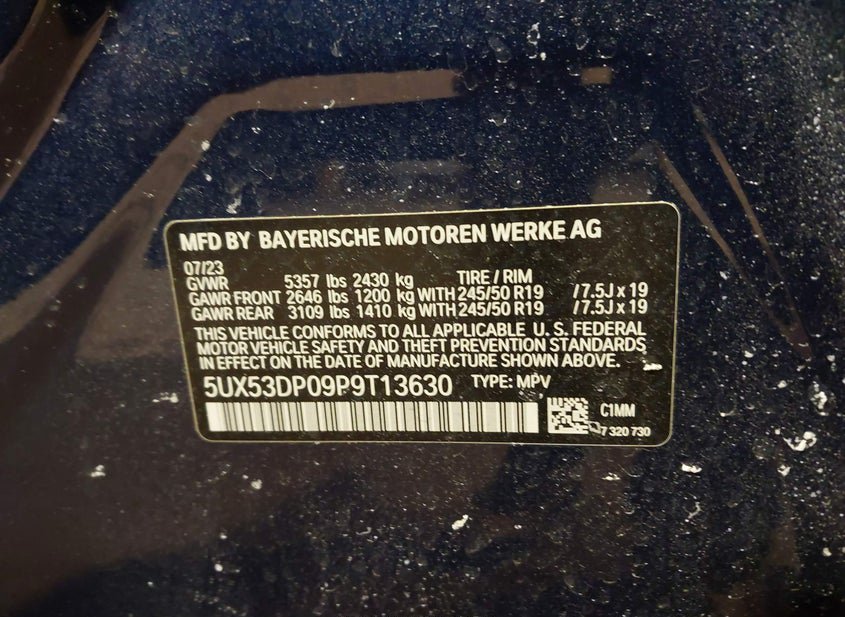 MFD BY BAYERISCHE MOTOREN WERKE AG
07/23
GVWR 5357 lbs 2430 kg TIRE / RIM
GAWR FRONT 2646 lbs 1200 kg WITH 245/50 R19 /7.5J x 19
GAWR REAR 3109 lbs 1410 kg WITH 245/50 R19 /7.5J x 19
THIS VEHICLE CONFORMS TO ALL APPLICABLE U.S. FEDERAL
MOTOR VEHICLE SAFETY AND THEFT PREVENTION STANDARDS
IN EFFECT ON THE DATE OF MANUFACTURE SHOWN ABOVE.
5UX53DP09P9T13630 TYPE: MPV
C1MM
7 320 730